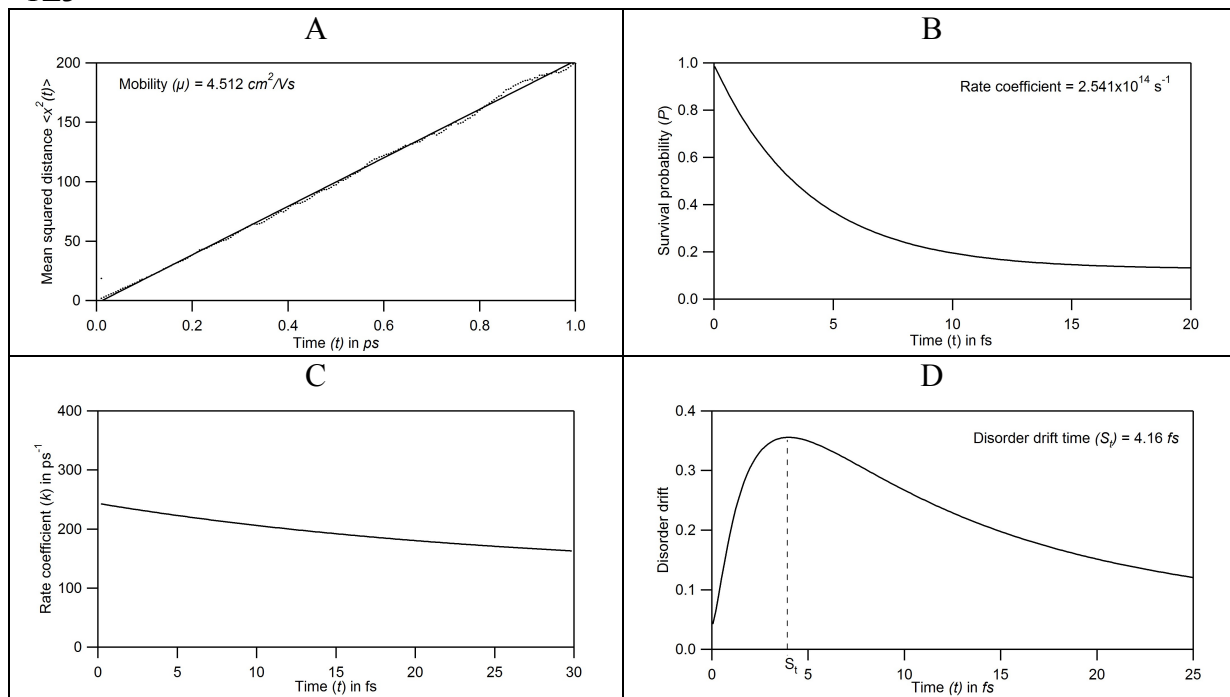 A
Mobility (μ) = 4.512 cm²/Vs
Mean squared distance <x²(t)>
200
150
100
50
0
0.0 0.2 0.4 0.6 0.8 1.0
Time (t) in ps
B
Rate coefficient = 2.541x10¹⁴ s⁻¹
Survival probability (P)
1.0
0.8
0.6
0.4
0.2
0.0
0 5 10 15 20
Time (t) in fs
C
Rate coefficient (k) in ps⁻¹
400
300
200
100
0
0 5 10 15 20 25 30
Time (t) in fs
D
Disorder drift time (Sₜ) = 4.16 fs
Disorder drift
0.4
0.3
0.2
0.1
0.0
0 Sₜ 5 10 15 20 25
Time (t) in fs